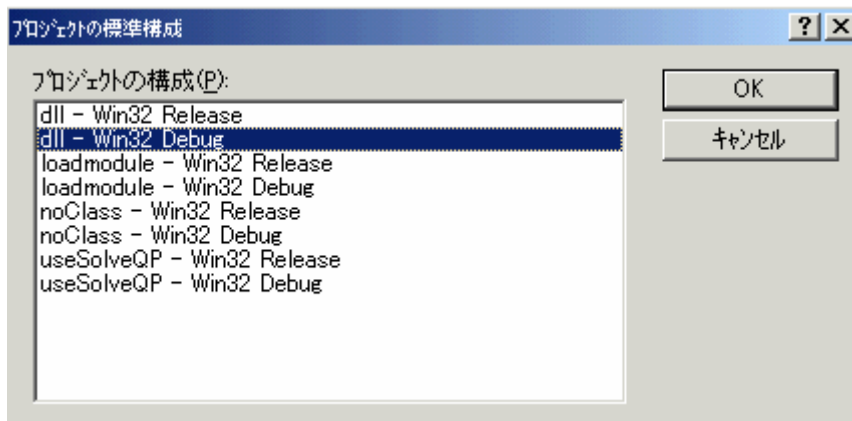 プロジェクトの標準構成
プロジェクトの構成(P):
OK
dll - Win32 Release
dll - Win32 Debug
キャンセル
loadmodule - Win32 Release
loadmodule - Win32 Debug
noClass - Win32 Release
noClass - Win32 Debug
useSolveQP - Win32 Release
useSolveQP - Win32 Debug